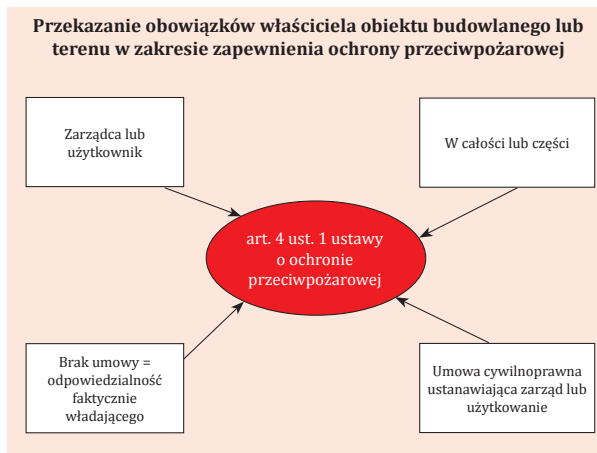 Przekazanie obowiązków właściciela obiektu budowlanego lub
terenu w zakresie zapewnienia ochrony przeciwpożarowej
Zarządca lub
użytkownik
W całości lub części
art. 4 ust. 1 ustawy
o ochronie
przeciwpożarowej
Brak umowy =
odpowiedzialność
faktycznie
władającego
Umowa cywilnoprawna
ustanawiająca zarząd lub
użytkowanie